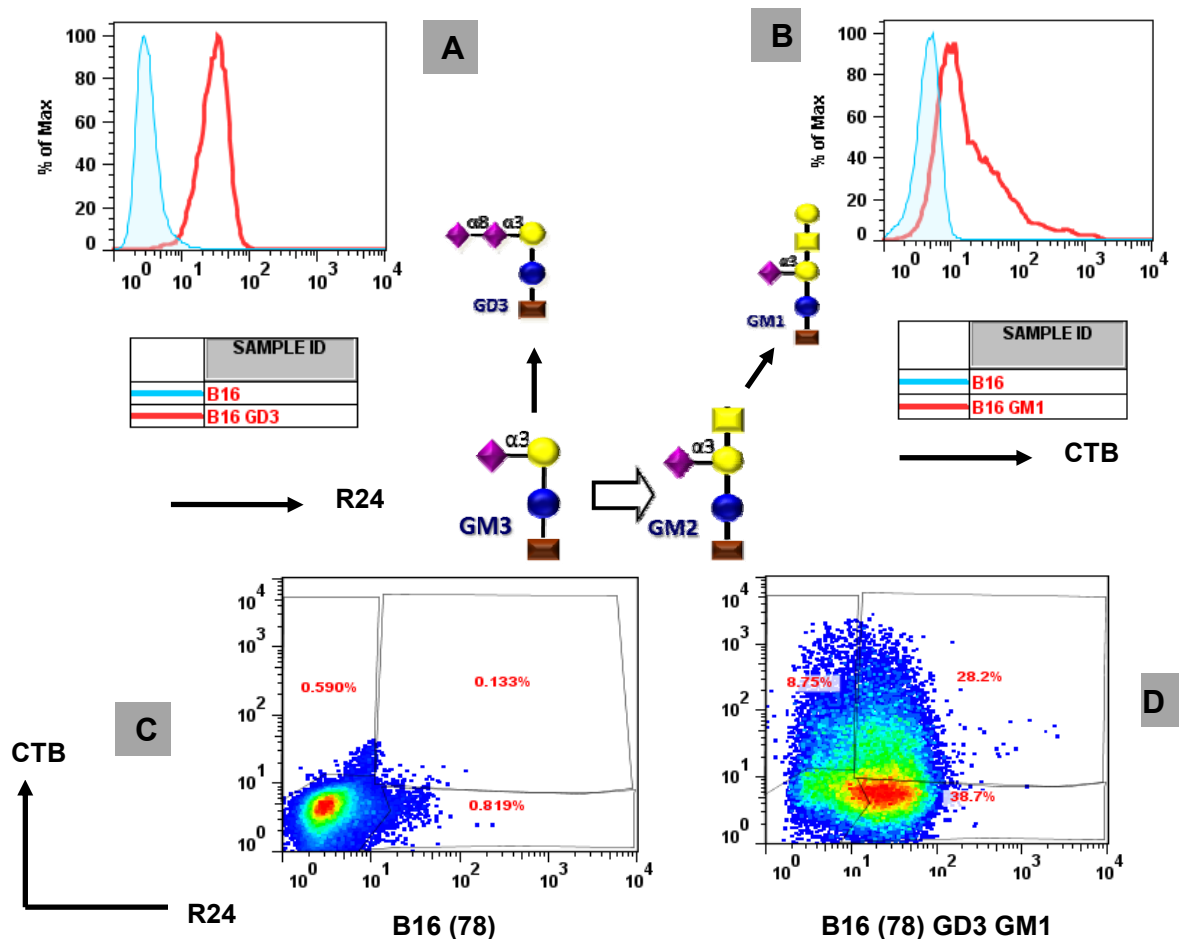 A
100
80
60
40
20
0
% of Max
10^0 10^1 10^2 10^3 10^4
SAMPLE ID
B16
B16 GD3
R24
B
100
80
60
40
20
0
% of Max
10^0 10^1 10^2 10^3 10^4
SAMPLE ID
B16
B16 GM1
CTB
α8 α3
GD3
α3
GM1
α3
GM3
α3
GM2
C
CTB
R24
10^4
10^3
10^2
10^1
10^0
0.590%
0.133%
0.819%
10^0 10^1 10^2 10^3 10^4
B16 (78)
D
10^4
10^3
10^2
10^1
10^0
8.75%
28.2%
38.7%
10^0 10^1 10^2 10^3 10^4
B16 (78) GD3 GM1